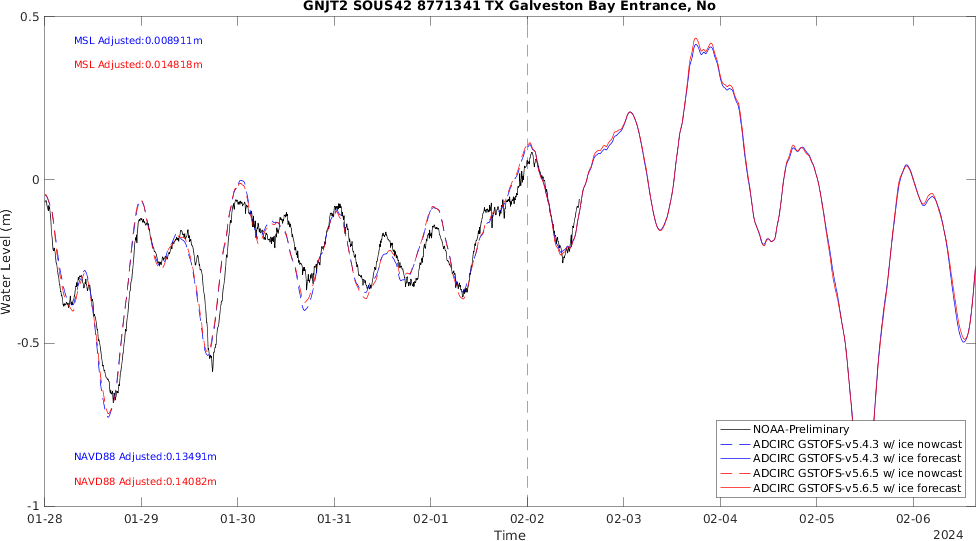 GNJT2 SOUS42 8771341 TX Galveston Bay Entrance, No
0.5
MSL Adjusted:0.008911m
MSL Adjusted:0.014818m
0
Water Level (m)
-0.5
NOAA-Preliminary
ADCIRC GSTOFS-v5.4.3 w/ ice nowcast
ADCIRC GSTOFS-v5.4.3 w/ ice forecast
ADCIRC GSTOFS-v5.6.5 w/ ice nowcast
ADCIRC GSTOFS-v5.6.5 w/ ice forecast
NAVD88 Adjusted:0.13491m
NAVD88 Adjusted:0.14082m
-1
01-28 01-29 01-30 01-31 02-01 02-02 02-03 02-04 02-05 02-06
Time
2024